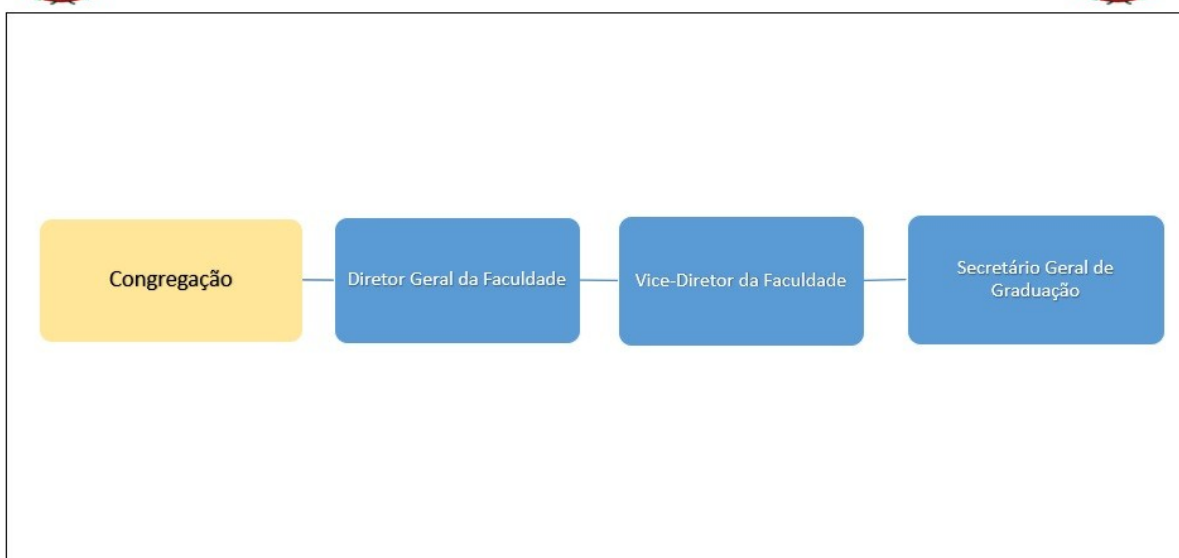 Congregação
Diretor Geral da Faculdade
Vice-Diretor da Faculdade
Secretário Geral de
Graduação